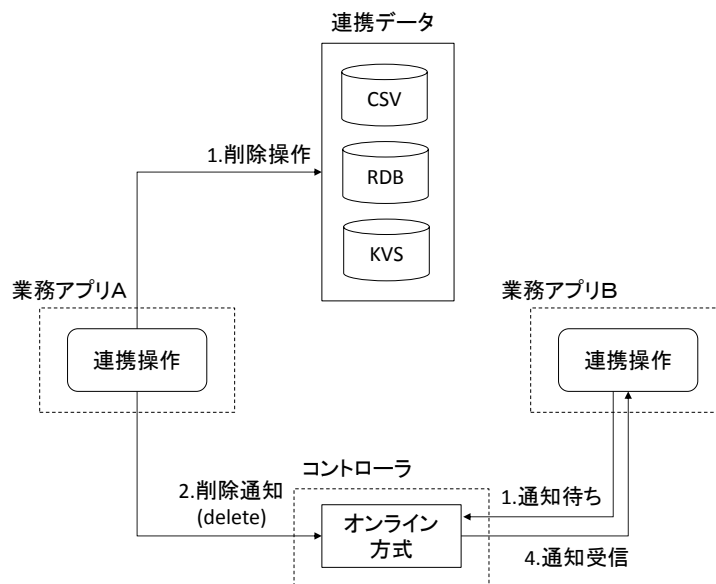 連携データ
CSV
RDB
KVS
1.削除操作
業務アプリA
連携操作
業務アプリB
連携操作
コントローラ
2.削除通知
(delete)
オンライン
方式
1.通知待ち
4.通知受信